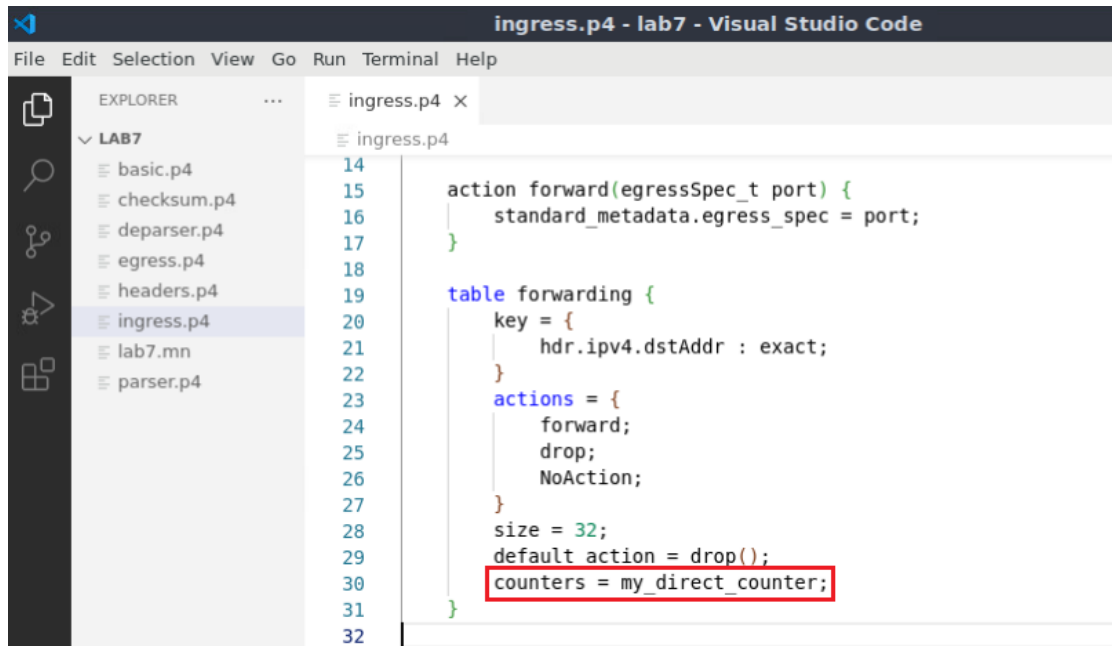 ingress.p4 - lab7 - Visual Studio Code
File Edit Selection View Go Run Terminal Help
EXPLORER ...
LAB7
basic.p4
checksum.p4
deparser.p4
egress.p4
headers.p4
ingress.p4
lab7.mn
parser.p4
ingress.p4 ×
ingress.p4
14
15 action forward(egressSpec_t port) {
16 standard_metadata.egress_spec = port;
17 }
18
19 table forwarding {
20 key = {
21 hdr.ipv4.dstAddr : exact;
22 }
23 actions = {
24 forward;
25 drop;
26 NoAction;
27 }
28 size = 32;
29 default_action = drop();
30 counters = my_direct_counter;
31 }
32